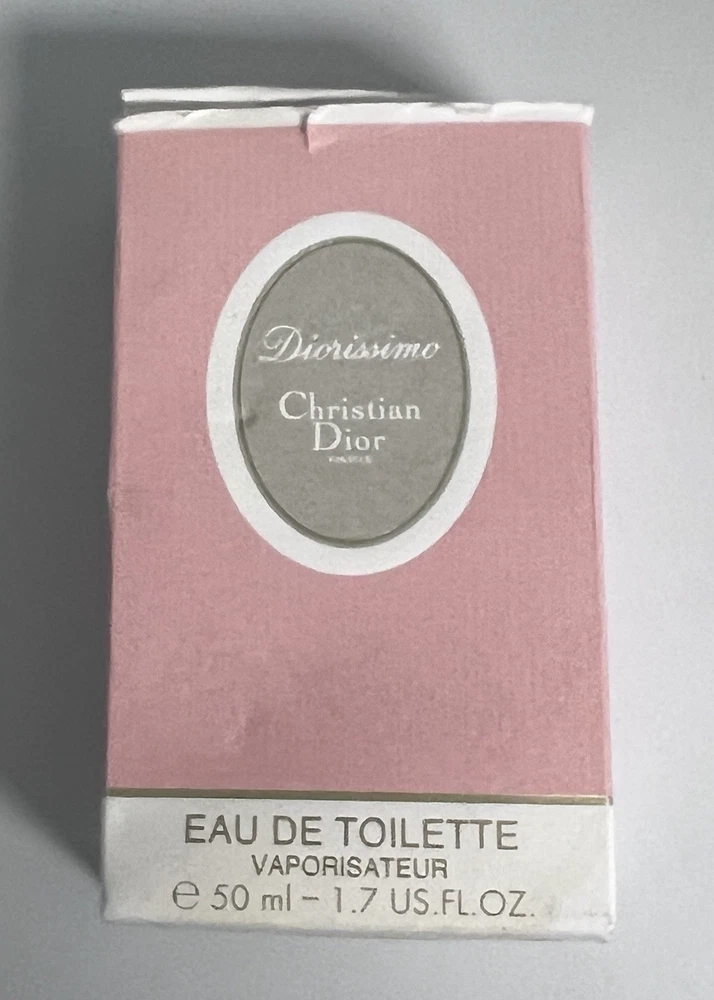 Diorissimo
Christian
Dior
EAU DE TOILETTE
VAPORISATEUR
℮ 50 ml – 1.7 US.FL.OZ.